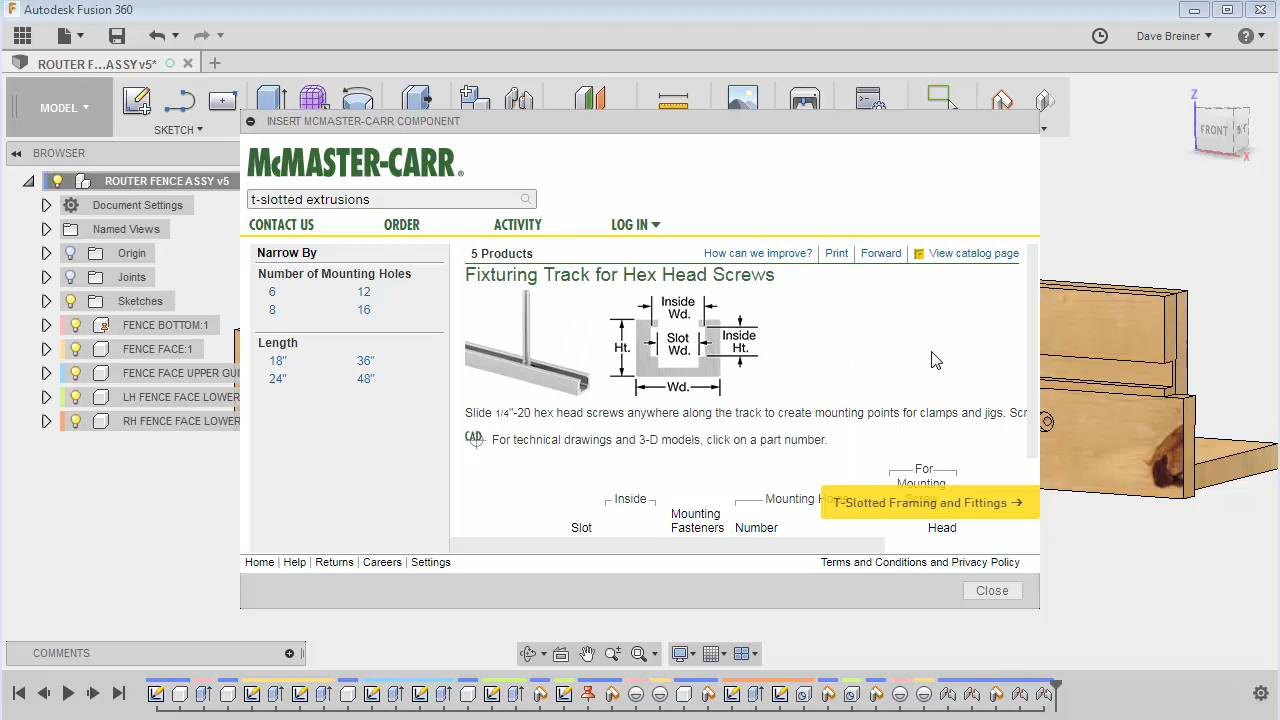 Autodesk Fusion 360
Dave Breiner
ROUTER F...ASSY v5*
MODEL
SKETCH
INSERT MCMASTER-CARR COMPONENT
BROWSER
ROUTER FENCE ASSY v5
Document Settings
Named Views
Origin
Joints
Sketches
FENCE BOTTOM:1
FENCE FACE:1
FENCE FACE UPPER GUI
LH FENCE FACE LOWER
RH FENCE FACE LOWER
McMASTER-CARR®
t-slotted extrusions
CONTACT US
ORDER
ACTIVITY
LOG IN
Narrow By
Number of Mounting Holes
6 12
8 16
Length
18" 36"
24" 48"
5 Products
How can we improve?
Print
Forward
View catalog page
Fixturing Track for Hex Head Screws
Inside
Wd.
Ht.
Slot
Wd.
Inside
Ht.
Wd.
Slide 1/4"-20 hex head screws anywhere along the track to create mounting points for clamps and jigs. Scr
CAD
For technical drawings and 3-D models, click on a part number.
For
Mounting
Inside
Mounting
T-Slotted Framing and Fittings →
Mounting
Slot
Fasteners
Number
Head
Home | Help | Returns | Careers | Settings
Terms and Conditions and Privacy Policy
Close
Z
FRONT
X
COMMENTS